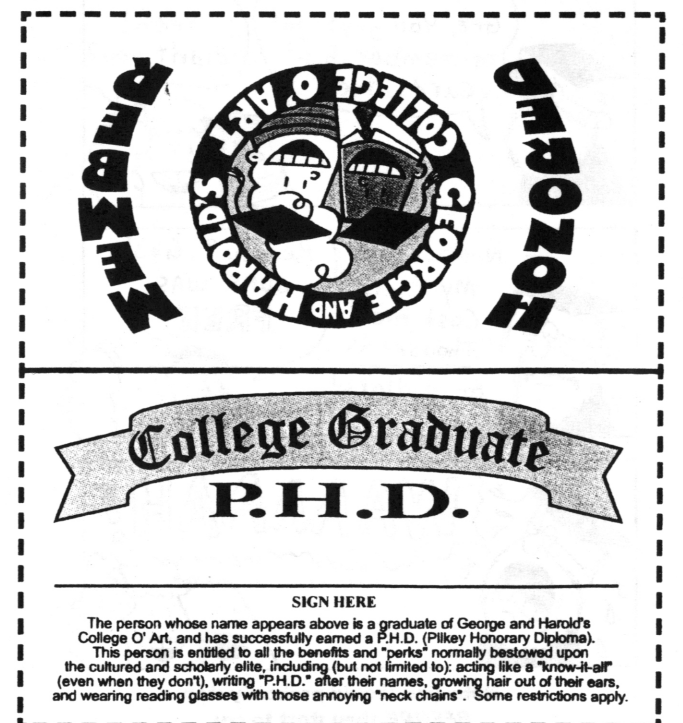 HONORED
MEMBER
GEORGE AND HAROLD'S
COLLEGE O' ART
College Graduate
P.H.D.
SIGN HERE
The person whose name appears above is a graduate of George and Harold's
College O' Art, and has successfully earned a P.H.D. (Pilkey Honorary Diploma).
This person is entitled to all the benefits and "perks" normally bestowed upon
the cultured and scholarly elite, including (but not limited to): acting like a "know-it-all"
(even when they don't), writing "P.H.D." after their names, growing hair out of their ears,
and wearing reading glasses with those annoying "neck chains". Some restrictions apply.